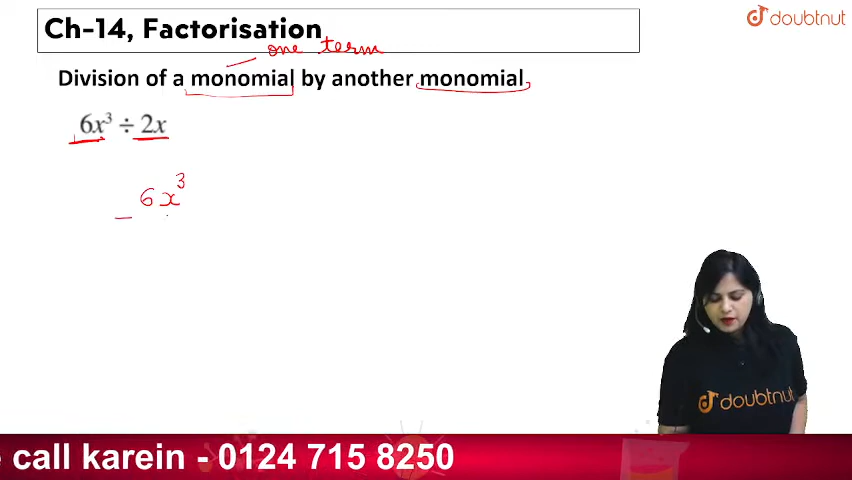 Ch-14, Factorisation
doubtnut
one term
Division of a monomial by another monomial
6x³ ÷ 2x
6x³
doubtnut
call karein - 0124 715 8250